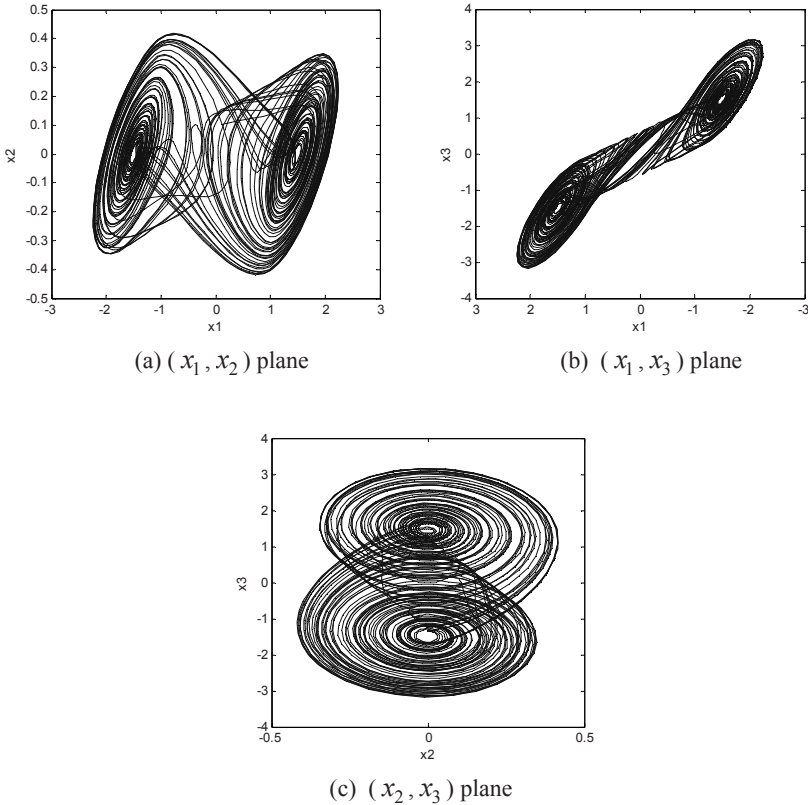 0.5
0.4
0.3
0.2
0.1
0
-0.1
-0.2
-0.3
-0.4
-0.5
x2
3 -2 -1 0 1 2 3
x1
(a) ( x1 , x2 ) plane
4
3
2
1
0
-1
-2
-3
-4
x3
3 2 1 0 -1 -2 -3
x1
(b) ( x1 , x3 ) plane
4
3
2
1
0
-1
-2
-3
-4
x3
-0.5 0 0.5
x2
(c) ( x2 , x3 ) plane